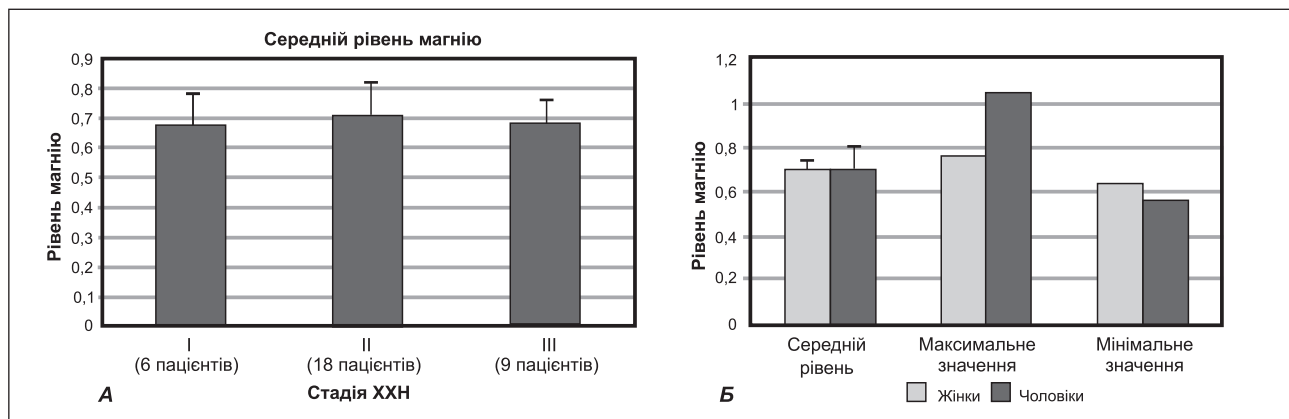 Середній рівень магнію
Рівень магнію
0,9
0,8
0,7
0,6
0,5
0,4
0,3
0,2
0,1
0
I
(6 пацієнтів)
II
(18 пацієнтів)
III
(9 пацієнтів)
А
Стадія ХХН
Рівень магнію
1,2
1
0,8
0,6
0,4
0,2
0
Середній
рівень
Максимальне
значення
Мінімальне
значення
Б
Жінки
Чоловіки